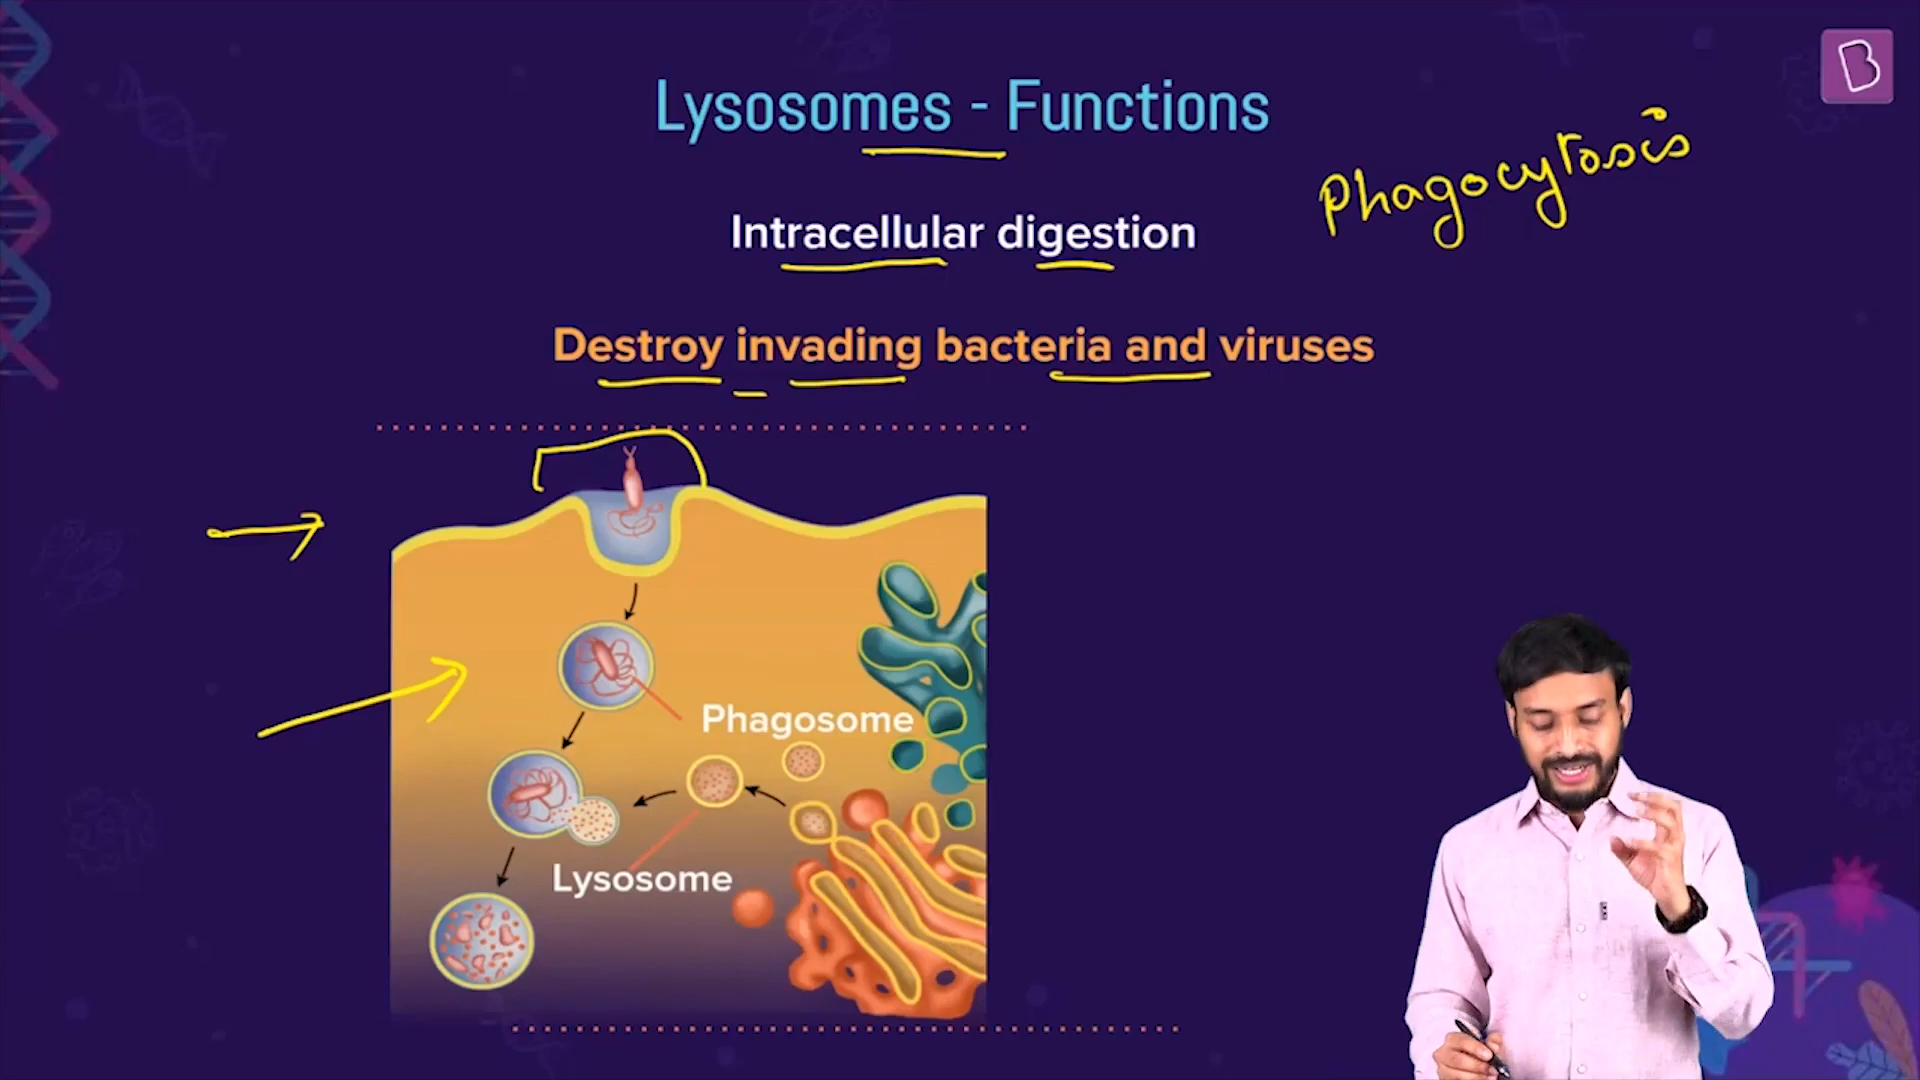 Lysosomes - Functions
Phagocytosis
Intracellular digestion
Destroy invading bacteria and viruses
Phagosome
Lysosome
B